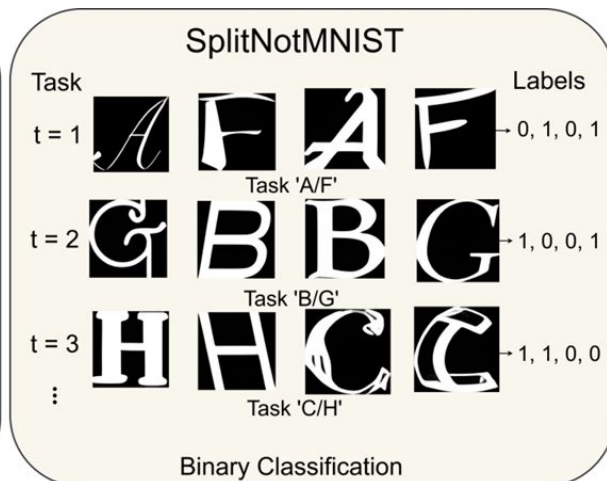 SplitNotMNIST
Task Labels
t = 1 A F A F 0, 1, 0, 1
Task 'A/F'
t = 2 G B B G 1, 0, 0, 1
Task 'B/G'
t = 3 H H C C 1, 1, 0, 0
Task 'C/H'
⋮
Binary Classification